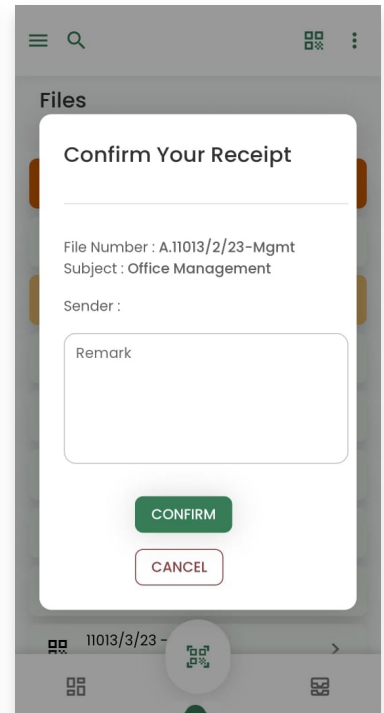 Files
Confirm Your Receipt
File Number : A.11013/2/23-Mgmt
Subject : Office Management
Sender :
Remark
CONFIRM
CANCEL
11013/3/23 -